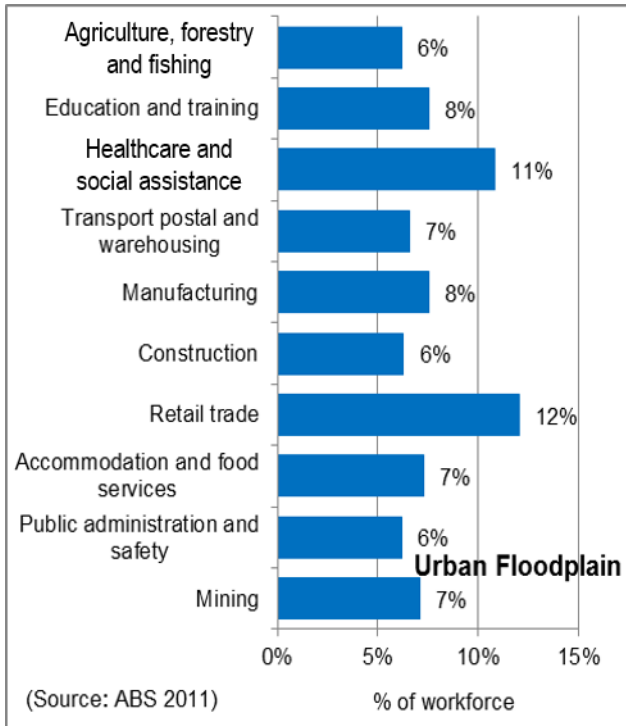 Agriculture, forestry
and fishing
6%
Education and training
8%
Healthcare and
social assistance
11%
Transport postal and
warehousing
7%
Manufacturing
8%
Construction
6%
Retail trade
12%
Accommodation and food
services
7%
Public administration and
safety
6%
Urban Floodplain
Mining
7%
0% 5% 10% 15%
(Source: ABS 2011) % of workforce